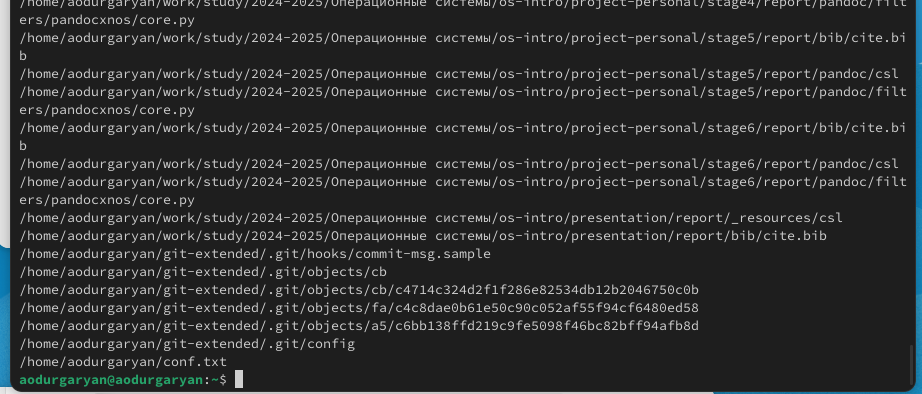 /home/aodurgaryan/work/study/2024-2025/Операционные системы/os-intro/project-personal/stage4/report/pandoc/filt
ers/pandocxnos/core.py
/home/aodurgaryan/work/study/2024-2025/Операционные системы/os-intro/project-personal/stage5/report/bib/cite.bi
b
/home/aodurgaryan/work/study/2024-2025/Операционные системы/os-intro/project-personal/stage5/report/pandoc/csl
/home/aodurgaryan/work/study/2024-2025/Операционные системы/os-intro/project-personal/stage5/report/pandoc/filt
ers/pandocxnos/core.py
/home/aodurgaryan/work/study/2024-2025/Операционные системы/os-intro/project-personal/stage6/report/bib/cite.bi
b
/home/aodurgaryan/work/study/2024-2025/Операционные системы/os-intro/project-personal/stage6/report/pandoc/csl
/home/aodurgaryan/work/study/2024-2025/Операционные системы/os-intro/project-personal/stage6/report/pandoc/filt
ers/pandocxnos/core.py
/home/aodurgaryan/work/study/2024-2025/Операционные системы/os-intro/presentation/report/_resources/csl
/home/aodurgaryan/work/study/2024-2025/Операционные системы/os-intro/presentation/report/bib/cite.bib
/home/aodurgaryan/git-extended/.git/hooks/commit-msg.sample
/home/aodurgaryan/git-extended/.git/objects/cb
/home/aodurgaryan/git-extended/.git/objects/cb/c4714c324d2f1f286e82534db12b2046750c0b
/home/aodurgaryan/git-extended/.git/objects/fa/c4c8dae0b61e50c90c052af55f94cf6480ed58
/home/aodurgaryan/git-extended/.git/objects/a5/c6bb138ffd219c9fe5098f46bc82bff94afb8d
/home/aodurgaryan/git-extended/.git/config
/home/aodurgaryan/conf.txt
aodurgaryan@aodurgaryan:~$